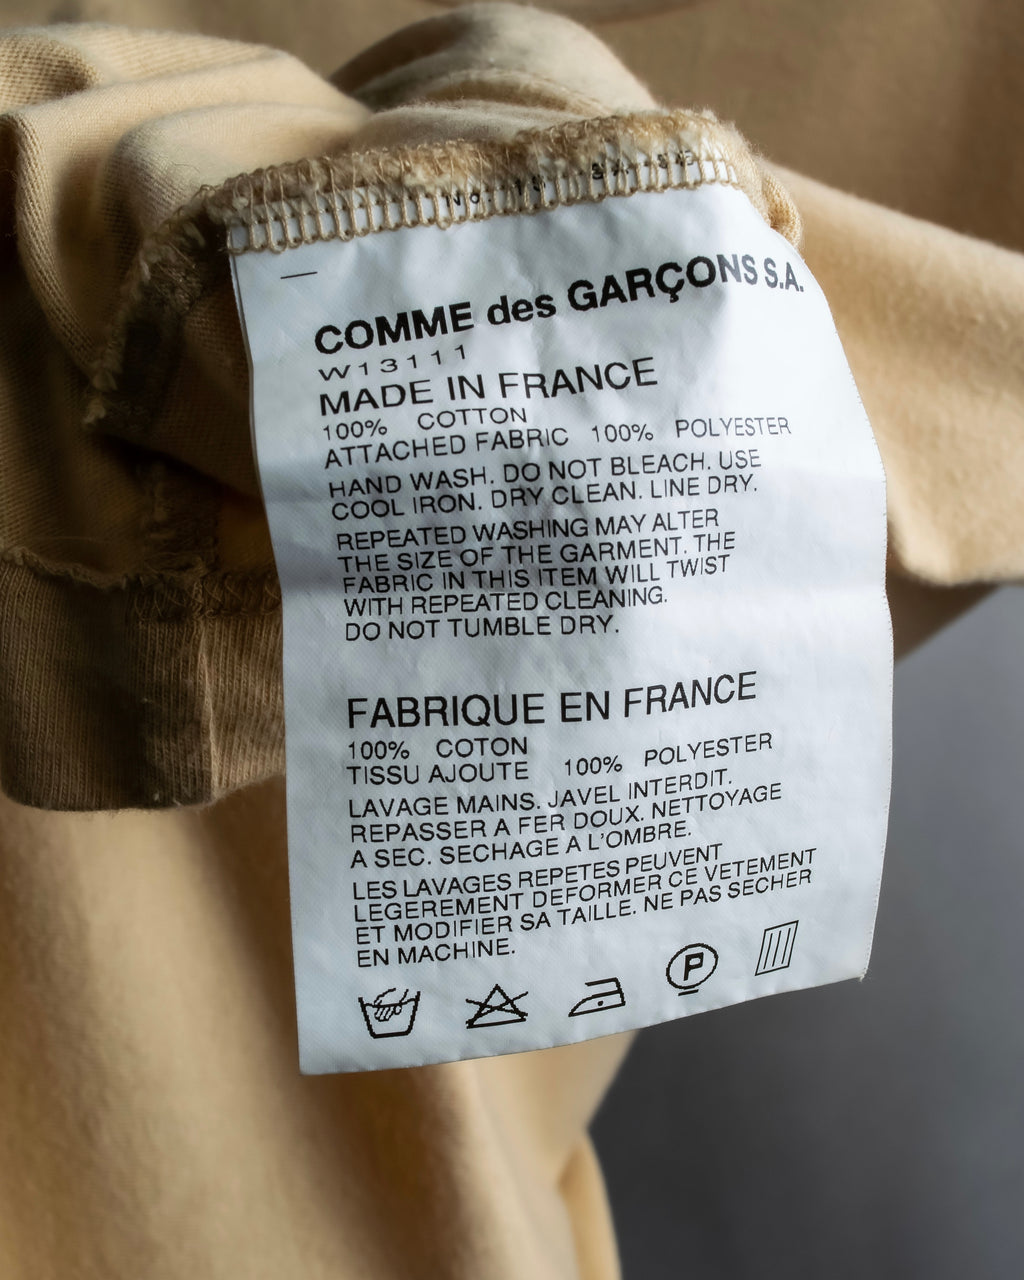 COMME des GARÇONS S.A.
W13111
MADE IN FRANCE
100% COTTON
ATTACHED FABRIC 100% POLYESTER
HAND WASH. DO NOT BLEACH. USE
COOL IRON. DRY CLEAN. LINE DRY.
REPEATED WASHING MAY ALTER
THE SIZE OF THE GARMENT. THE
FABRIC IN THIS ITEM WILL TWIST
WITH REPEATED CLEANING.
DO NOT TUMBLE DRY.
FABRIQUE EN FRANCE
100% COTON
TISSU AJOUTE 100% POLYESTER
LAVAGE MAINS. JAVEL INTERDIT.
REPASSER A FER DOUX. NETTOYAGE
A SEC. SECHAGE A L'OMBRE.
LES LAVAGES REPETES PEUVENT
LEGEREMENT DEFORMER CE VETEMENT
ET MODIFIER SA TAILLE. NE PAS SECHER
EN MACHINE.
P